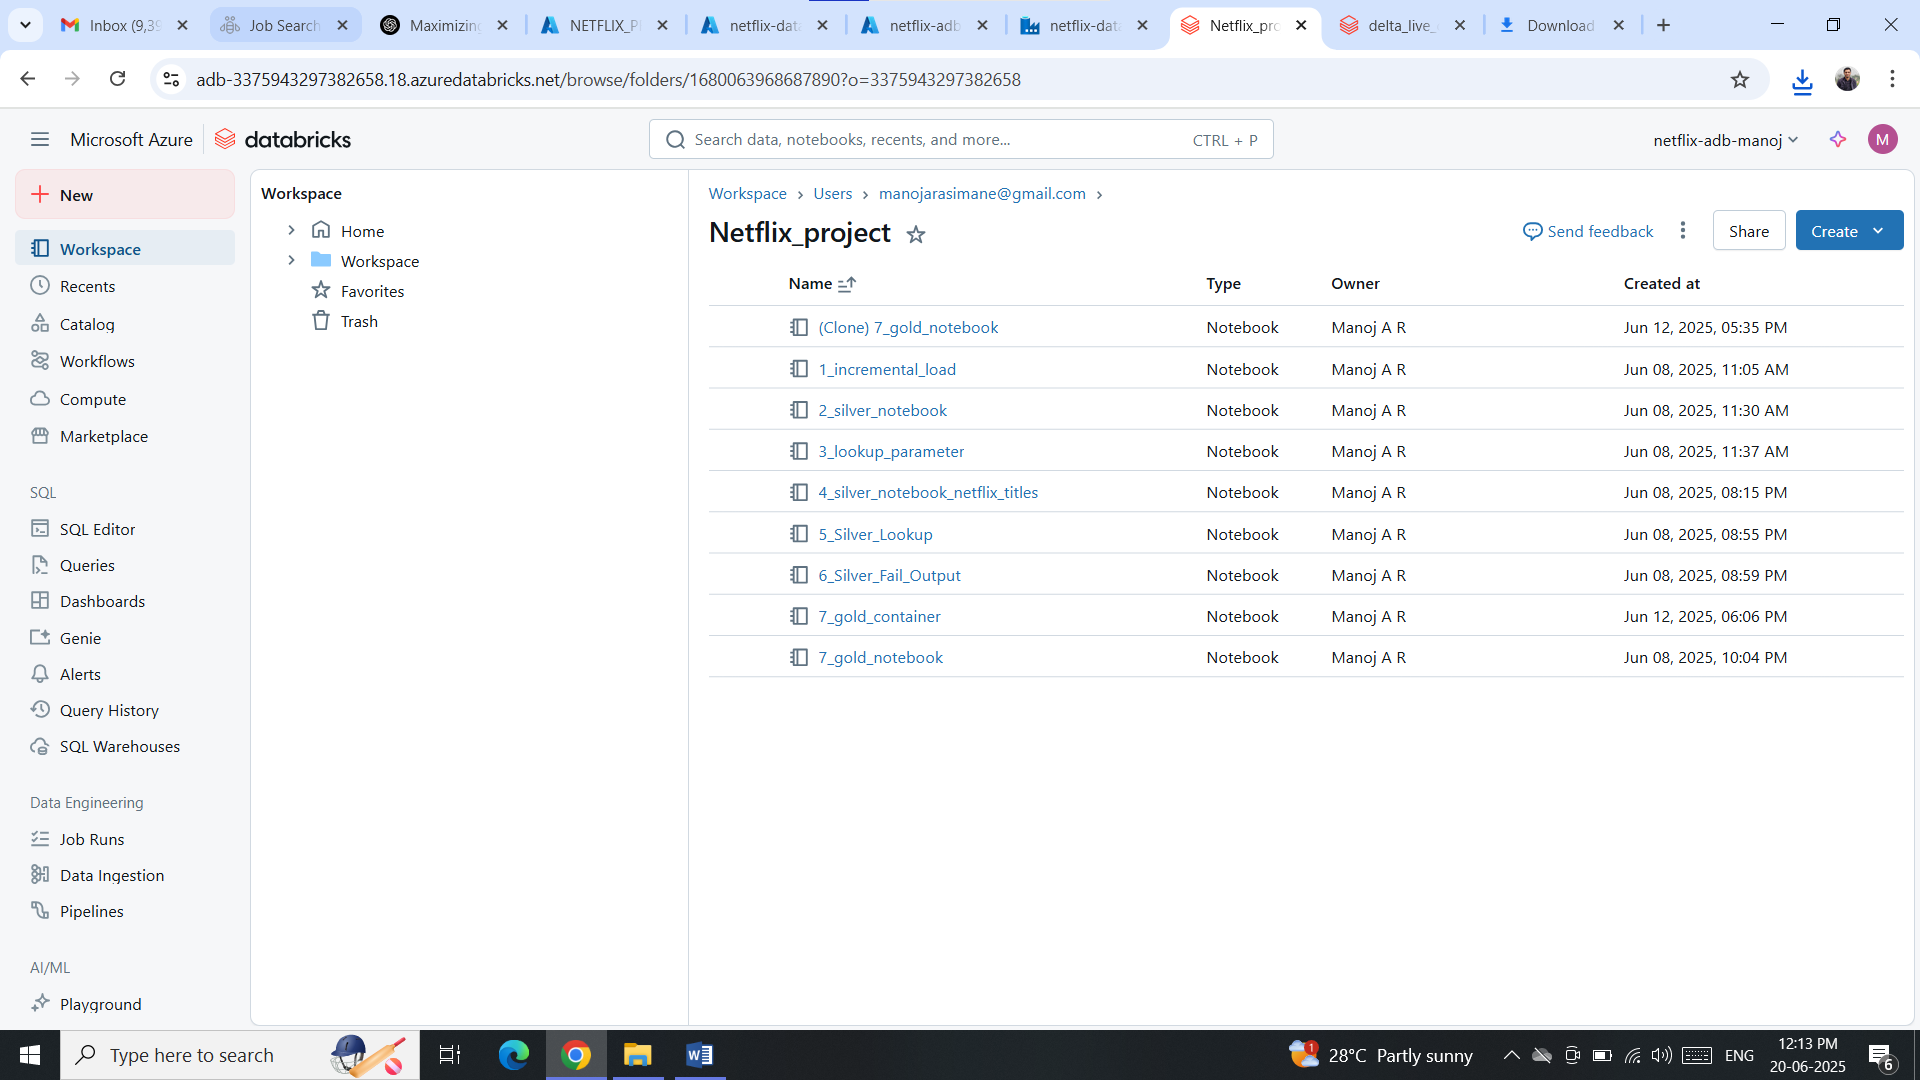 Inbox (9,39
Job Search
Maximizing
NETFLIX_P
netflix-data
netflix-adb
netflix-data
Netflix_pro
delta_live_
Download
adb-3375943297382658.18.azuredatabricks.net/browse/folders/1680063968687890?o=3375943297382658
Microsoft Azure
databricks
Search data, notebooks, recents, and more...
CTRL + P
netflix-adb-manoj
M
New
Workspace
Recents
Catalog
Workflows
Compute
Marketplace
SQL
SQL Editor
Queries
Dashboards
Genie
Alerts
Query History
SQL Warehouses
Data Engineering
Job Runs
Data Ingestion
Pipelines
AI/ML
Playground
Workspace
Home
Workspace
Favorites
Trash
Workspace > Users > manojarasimane@gmail.com >
Netflix_project
Send feedback
Share
Create
Name Type Owner Created at
(Clone) 7_gold_notebook Notebook Manoj A R Jun 12, 2025, 05:35 PM
1_incremental_load Notebook Manoj A R Jun 08, 2025, 11:05 AM
2_silver_notebook Notebook Manoj A R Jun 08, 2025, 11:30 AM
3_lookup_parameter Notebook Manoj A R Jun 08, 2025, 11:37 AM
4_silver_notebook_netflix_titles Notebook Manoj A R Jun 08, 2025, 08:15 PM
5_Silver_Lookup Notebook Manoj A R Jun 08, 2025, 08:55 PM
6_Silver_Fail_Output Notebook Manoj A R Jun 08, 2025, 08:59 PM
7_gold_container Notebook Manoj A R Jun 12, 2025, 06:06 PM
7_gold_notebook Notebook Manoj A R Jun 08, 2025, 10:04 PM
Type here to search
1
28°C Partly sunny
ENG
12:13 PM
20-06-2025
6